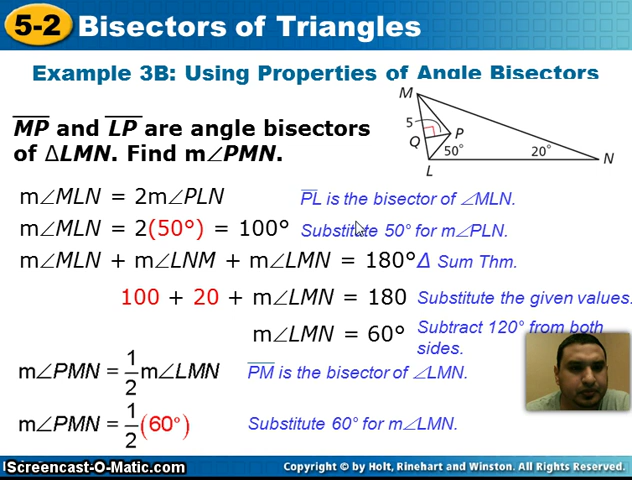 5-2 Bisectors of Triangles
Example 3B: Using Properties of Angle Bisectors
MP and LP are angle bisectors
of ∆LMN. Find m∠PMN.
M
5
Q
P
50°
20°
L
N
m∠MLN = 2m∠PLN
PL is the bisector of ∠MLN.
m∠MLN = 2(50°) = 100°
Substitute 50° for m∠PLN.
m∠MLN + m∠LNM + m∠LMN = 180°
Δ Sum Thm.
100 + 20 + m∠LMN = 180
Substitute the given values.
m∠LMN = 60°
Subtract 120° from both
sides.
m∠PMN = 1/2 m∠LMN
PM is the bisector of ∠LMN.
m∠PMN = 1/2 (60°)
Substitute 60° for m∠LMN.
Screencast-O-Matic.com
Copyright © by Holt, Rinehart and Winston. All Rights Reserved.